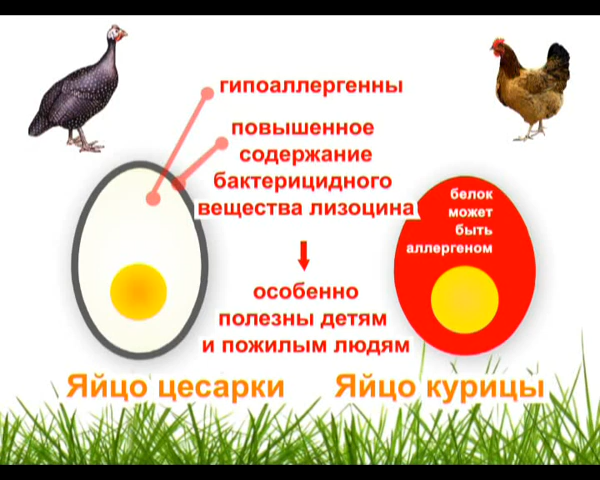 гипоаллергенны
повышенное
содержание
бактерицидного
вещества лизоцина
особенно
полезны детям
и пожилым людям
белок
может
быть
аллергеном
Яйцо цесарки
Яйцо курицы